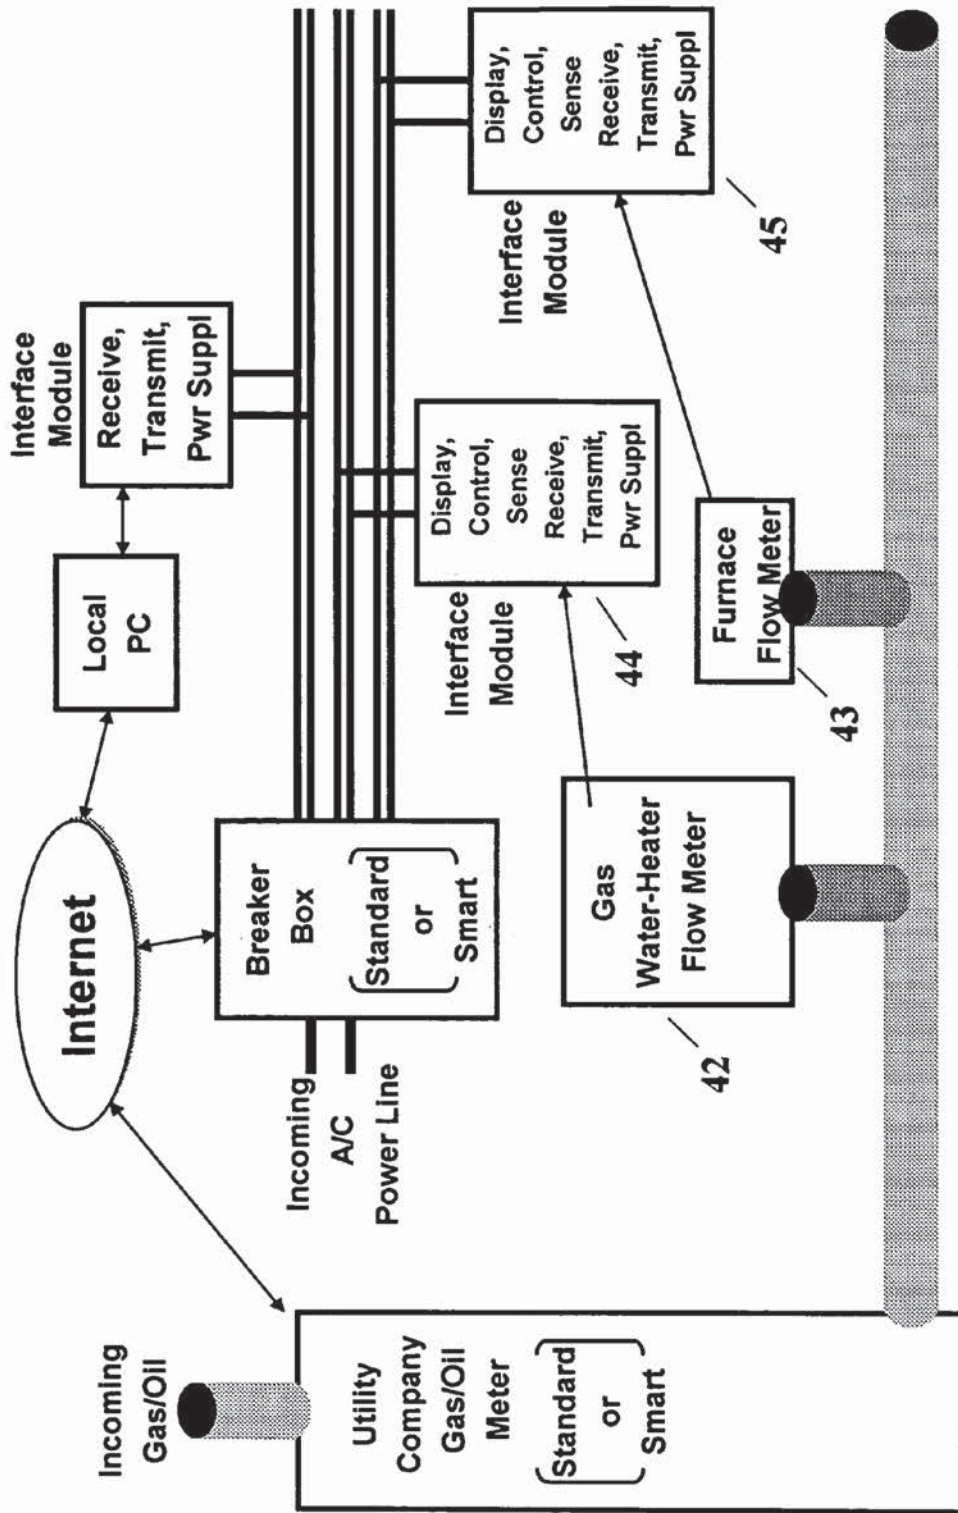 Incoming
Gas/Oil
Utility
Company
Gas/Oil
Meter
Standard
or
Smart
Internet
Incoming
A/C
Power Line
Breaker
Box
Standard
or
Smart
Local
PC
Interface
Module
Receive,
Transmit,
Pwr Suppl
Gas
Water-Heater
Flow Meter
42
Interface
Module
Display,
Control,
Sense
Receive,
Transmit,
Pwr Suppl
44
Furnace
Flow Meter
43
Interface
Module
Display,
Control,
Sense
Receive,
Transmit,
Pwr Suppl
45